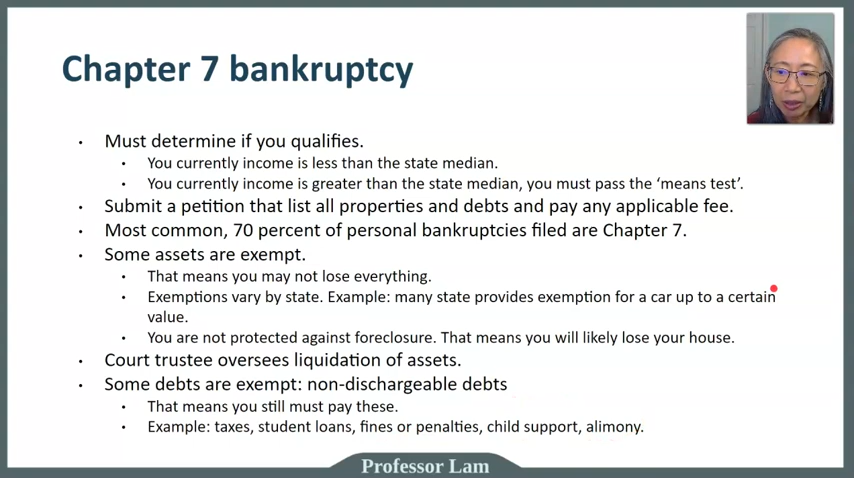 Chapter 7 bankruptcy
• Must determine if you qualifies.
• You currently income is less than the state median.
• You currently income is greater than the state median, you must pass the ‘means test’.
• Submit a petition that list all properties and debts and pay any applicable fee.
• Most common, 70 percent of personal bankruptcies filed are Chapter 7.
• Some assets are exempt.
• That means you may not lose everything.
• Exemptions vary by state. Example: many state provides exemption for a car up to a certain
value.
• You are not protected against foreclosure. That means you will likely lose your house.
• Court trustee oversees liquidation of assets.
• Some debts are exempt: non-dischargeable debts
• That means you still must pay these.
• Example: taxes, student loans, fines or penalties, child support, alimony.
Professor Lam